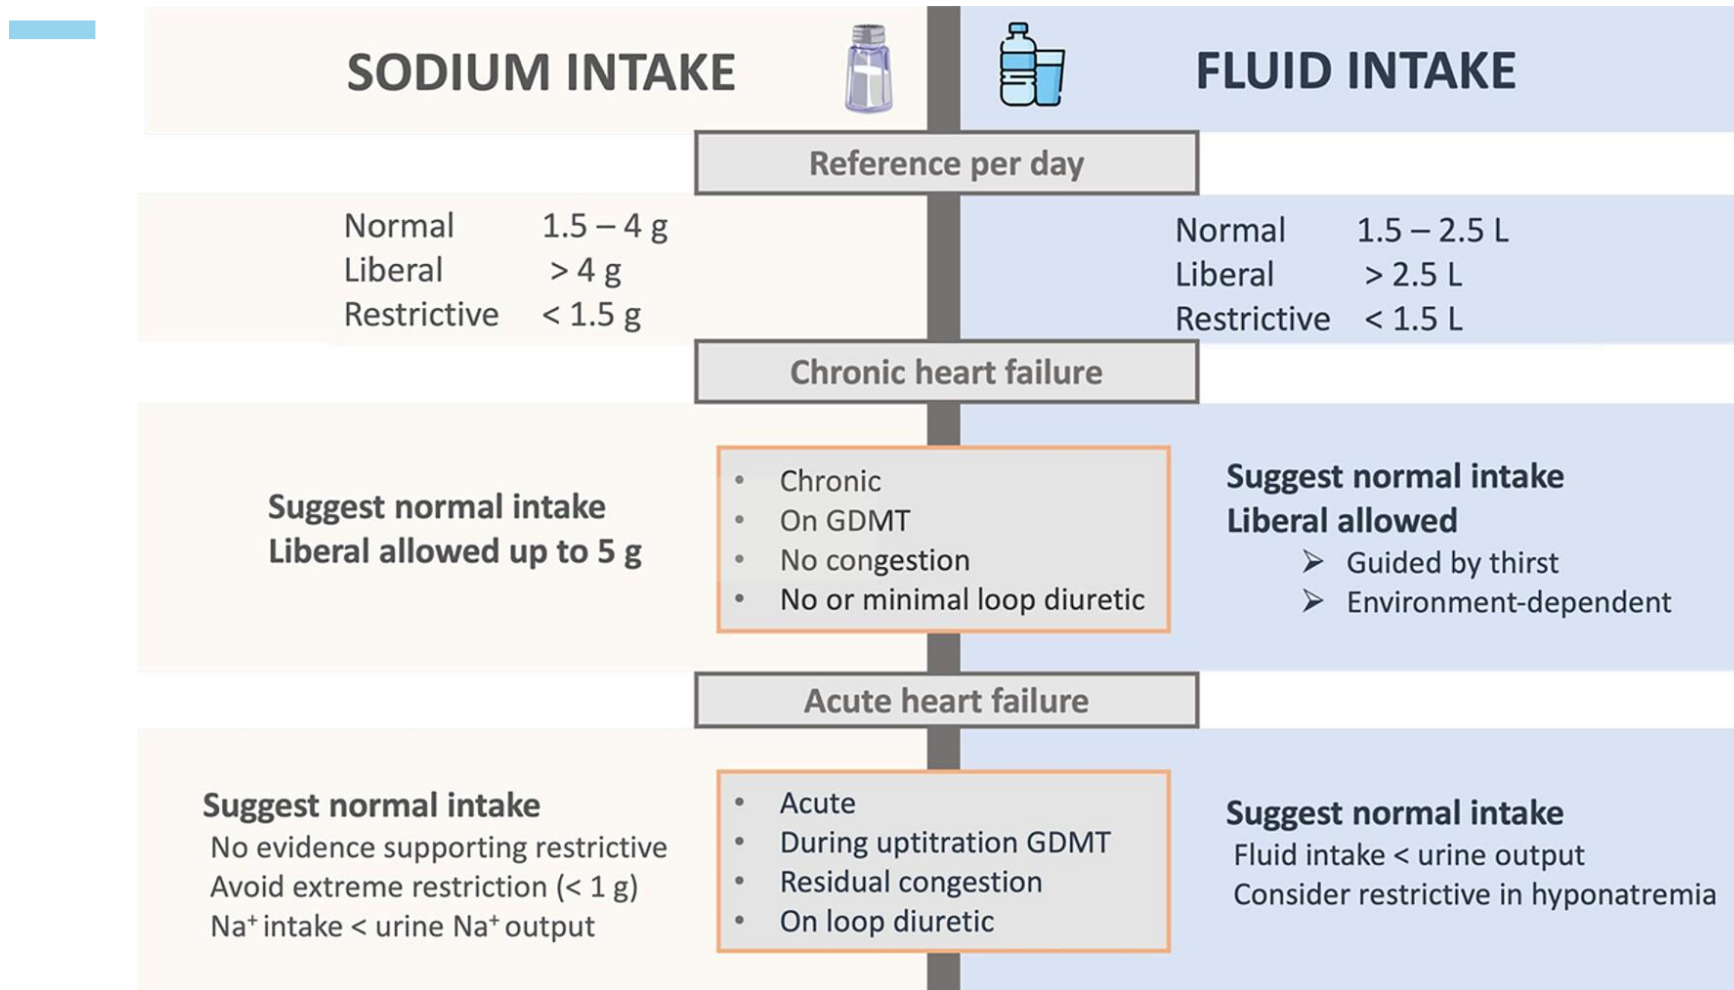 SODIUM INTAKE
FLUID INTAKE
Reference per day
Normal 1.5 – 4 g
Liberal > 4 g
Restrictive < 1.5 g
Normal 1.5 – 2.5 L
Liberal > 2.5 L
Restrictive < 1.5 L
Chronic heart failure
Suggest normal intake
Liberal allowed up to 5 g
• Chronic
• On GDMT
• No congestion
• No or minimal loop diuretic
Suggest normal intake
Liberal allowed
➢ Guided by thirst
➢ Environment-dependent
Acute heart failure
Suggest normal intake
No evidence supporting restrictive
Avoid extreme restriction (< 1 g)
Na⁺ intake < urine Na⁺ output
• Acute
• During uptitration GDMT
• Residual congestion
• On loop diuretic
Suggest normal intake
Fluid intake < urine output
Consider restrictive in hyponatremia